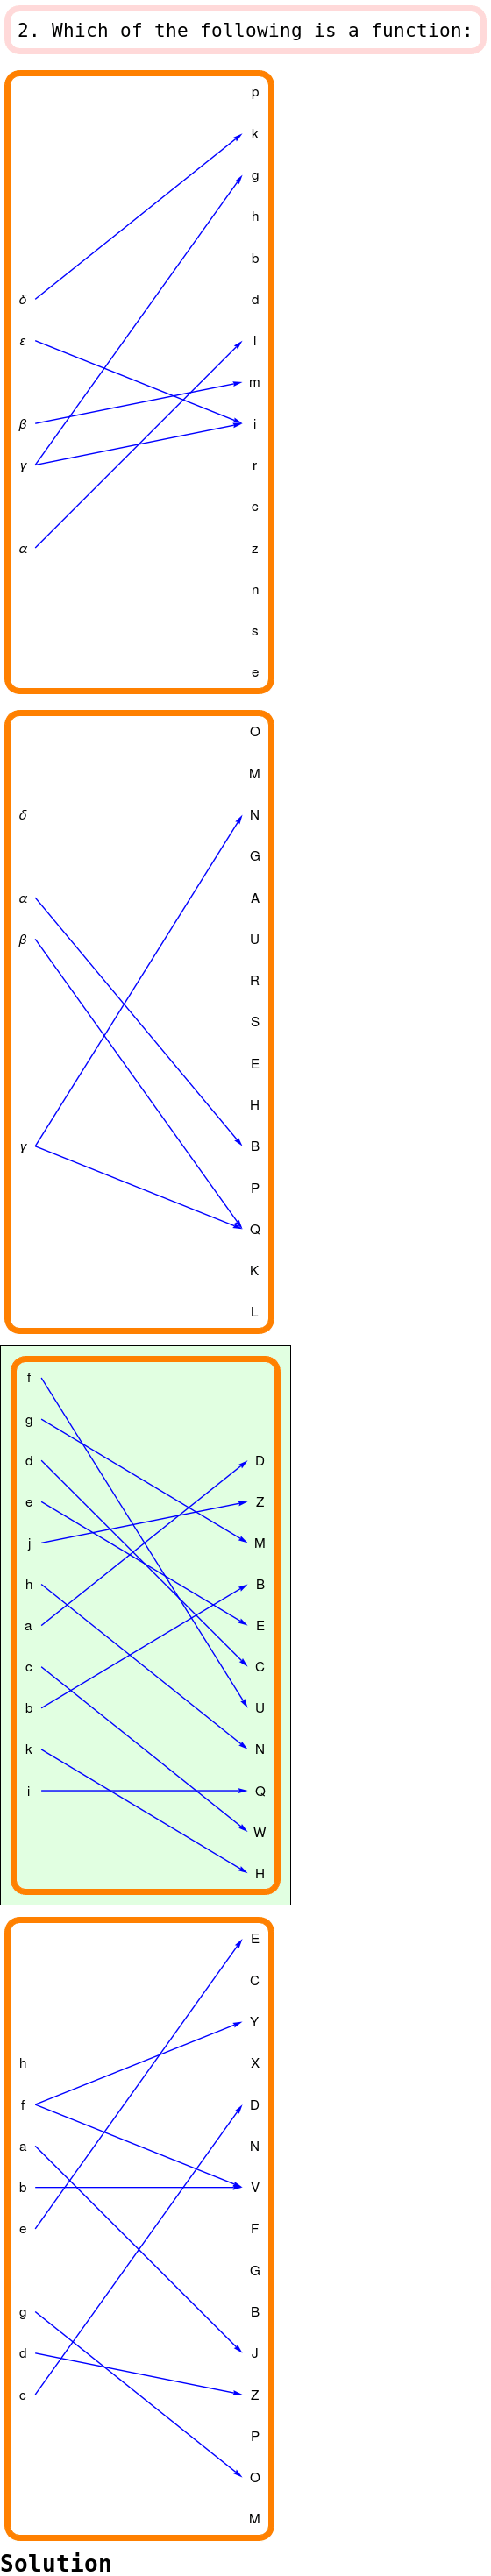 2. Which of the following is a function:
p
k
g
h
b
δ d
ε l
m
β i
γ r
c
α z
n
s
e
O
M
δ N
G
α A
β U
R
S
E
H
γ B
P
Q
K
L
f
g
d D
e Z
j M
h B
a E
c C
b U
k N
i Q
W
H
E
C
Y
h X
f D
a N
b V
e F
G
g B
d J
c Z
P
O
M
Solution